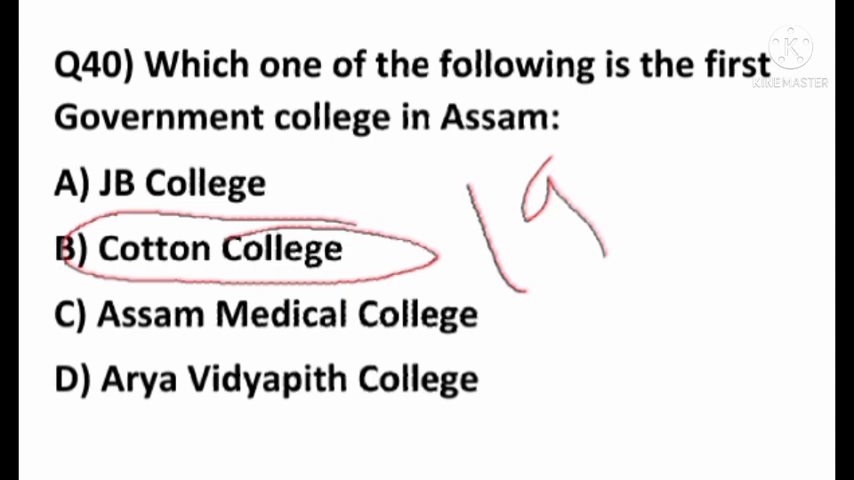 Q40) Which one of the following is the first
KINEMASTER
Government college in Assam:
A) JB College
B) Cotton College
19
C) Assam Medical College
D) Arya Vidyapith College